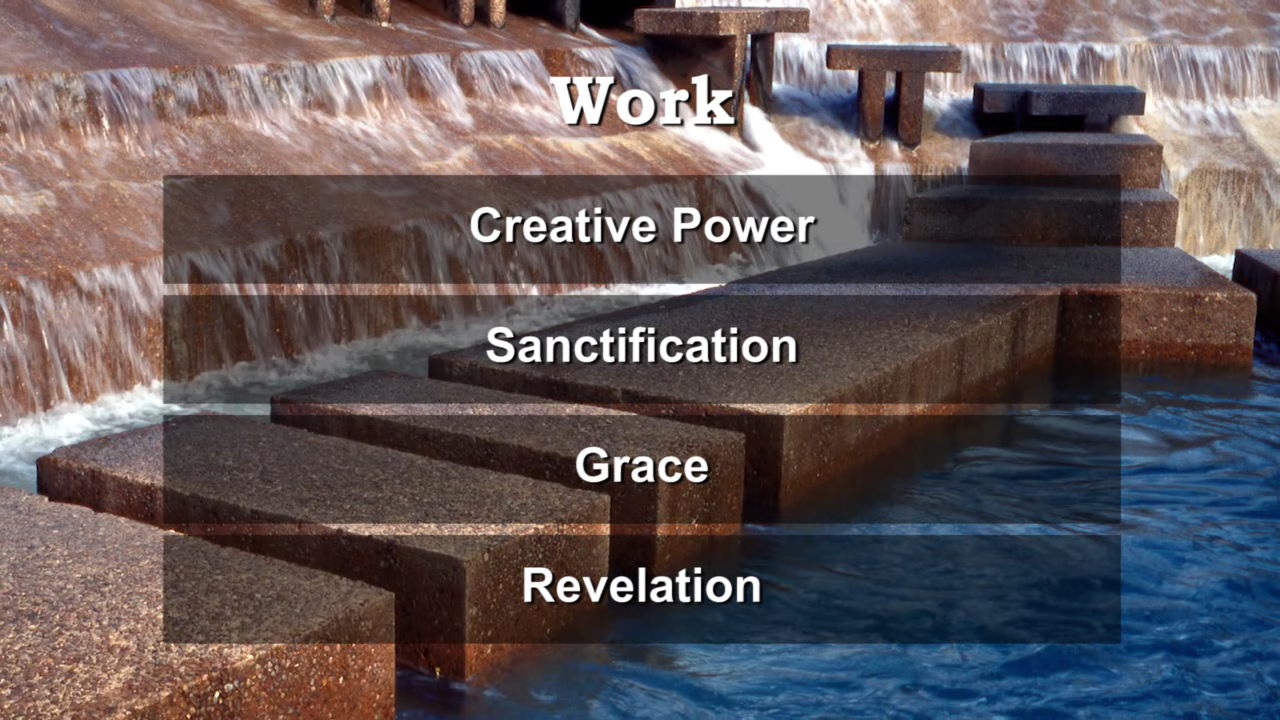 Work
Creative Power
Sanctification
Grace
Revelation